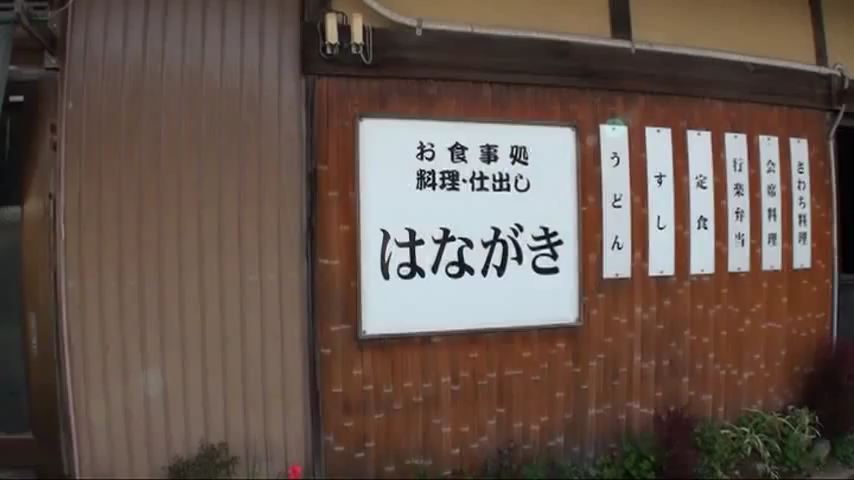 お食事処
料理・仕出し
はながき
うどん
すし
定食
行楽弁当
会席料理
さわち料理